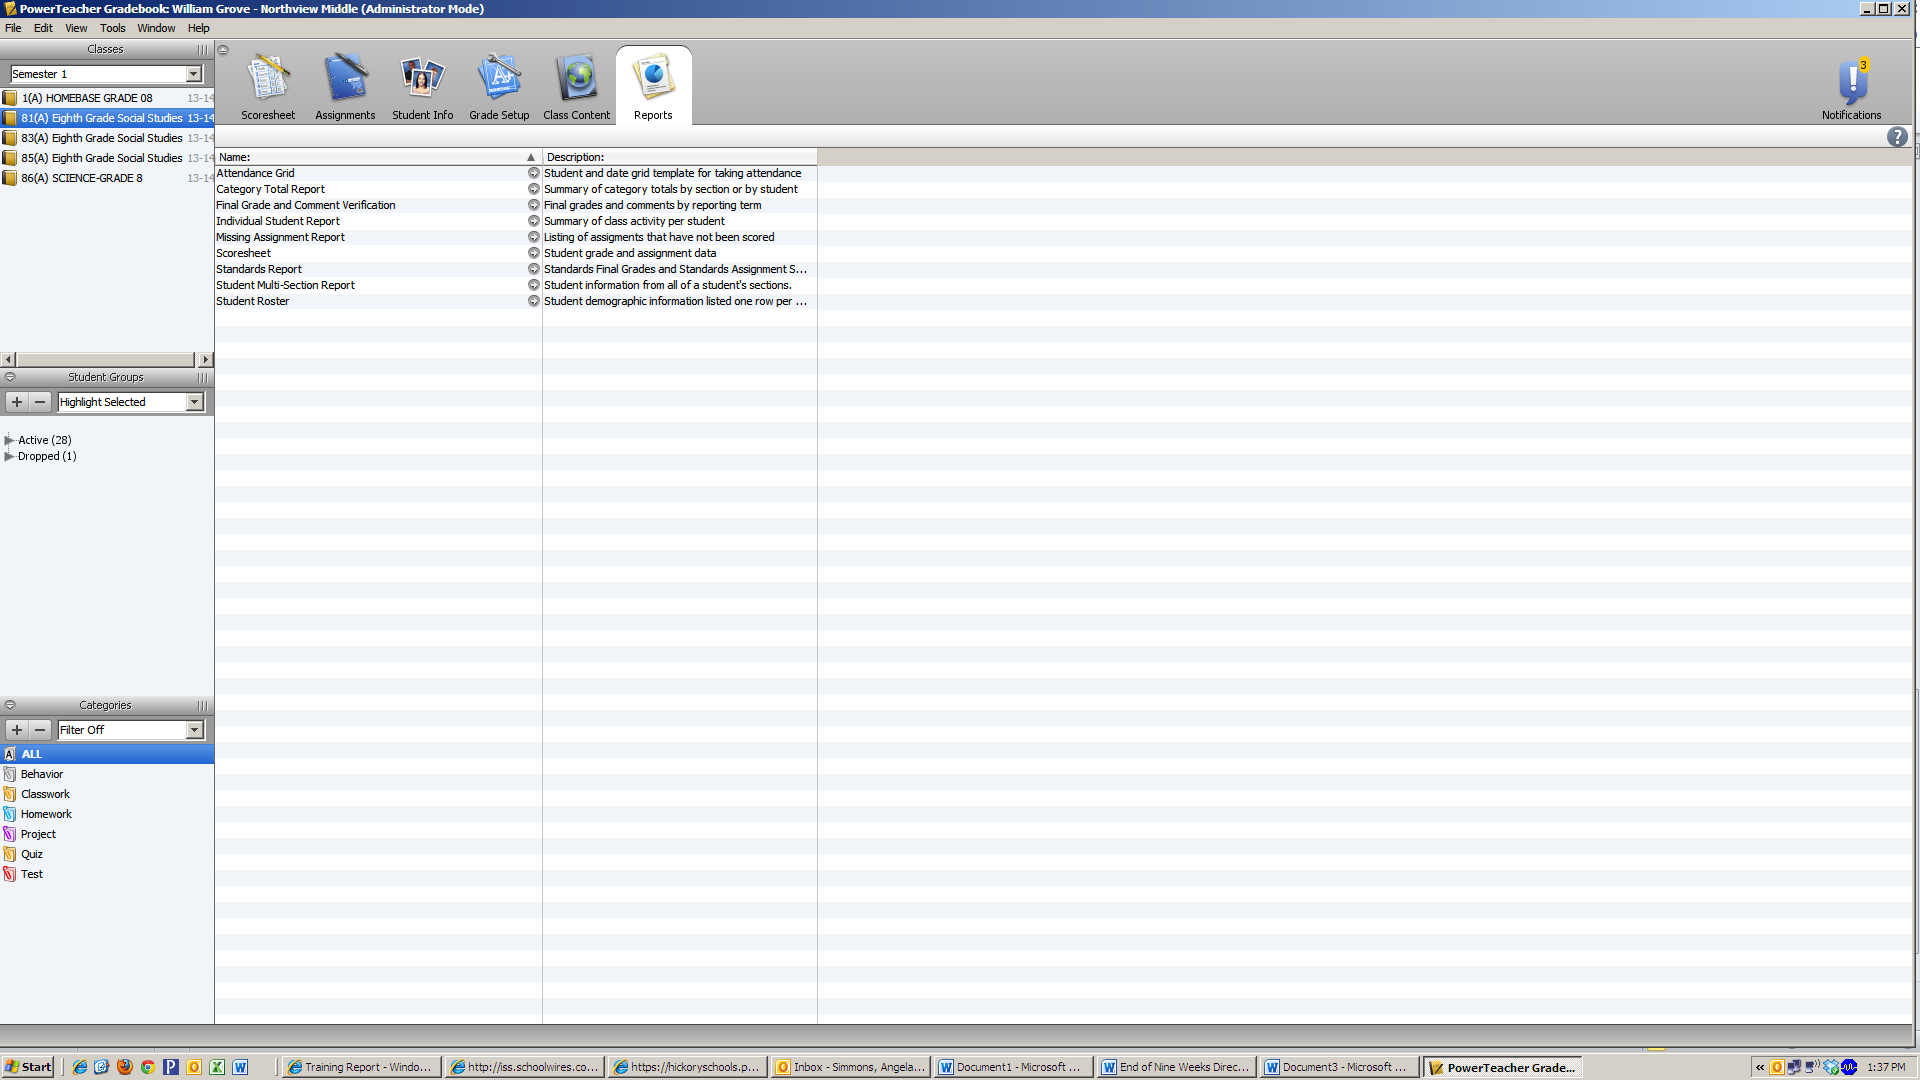 PowerTeacher Gradebook: William Grove - Northview Middle (Administrator Mode)
File Edit View Tools Window Help
Classes
Semester 1
1(A) HOMEBASE GRADE 08 13-14
81(A) Eighth Grade Social Studies 13-14
83(A) Eighth Grade Social Studies 13-14
85(A) Eighth Grade Social Studies 13-14
86(A) SCIENCE-GRADE 8 13-14
Scoresheet Assignments Student Info Grade Setup Class Content Reports
3
Notifications
?
Name: Description:
Attendance Grid Student and date grid template for taking attendance
Category Total Report Summary of category totals by section or by student
Final Grade and Comment Verification Final grades and comments by reporting term
Individual Student Report Summary of class activity per student
Missing Assignment Report Listing of assigments that have not been scored
Scoresheet Student grade and assignment data
Standards Report Standards Final Grades and Standards Assignment S...
Student Multi-Section Report Student information from all of a student's sections.
Student Roster Student demographic information listed one row per ...
Student Groups
Highlight Selected
Active (28)
Dropped (1)
Categories
Filter Off
ALL
Behavior
Classwork
Homework
Project
Quiz
Test
Start Training Report - Windo... http://iss.schoolwires.co... https://hickoryschools.p... Inbox - Simmons, Angela... Document1 - Microsoft ... End of Nine Weeks Direc... Document3 - Microsoft ... PowerTeacher Grade... « 1:37 PM